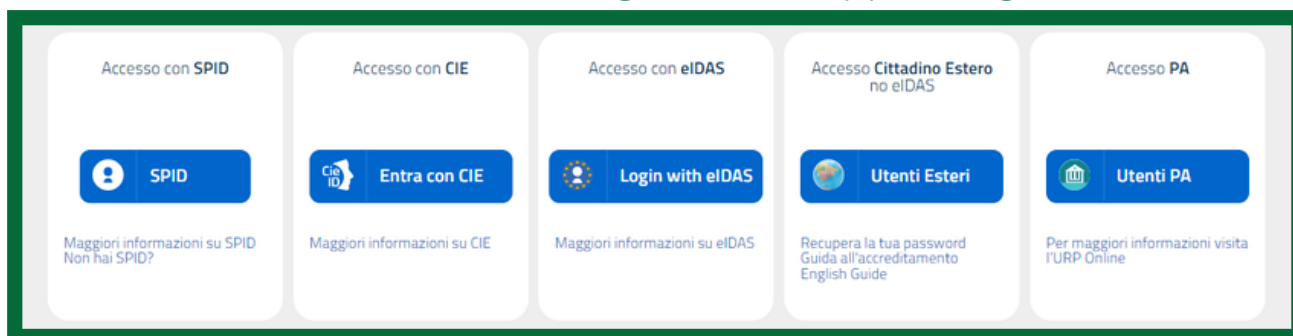 Accesso con SPID
SPID
Maggiori informazioni su SPID
Non hai SPID?
Accesso con CIE
Cie
ID
Entra con CIE
Maggiori informazioni su CIE
Accesso con eIDAS
Login with eIDAS
Maggiori informazioni su eIDAS
Accesso Cittadino Estero
no eIDAS
Utenti Esteri
Recupera la tua password
Guida all'accreditamento
English Guide
Accesso PA
Utenti PA
Per maggiori informazioni visita
l'URP Online